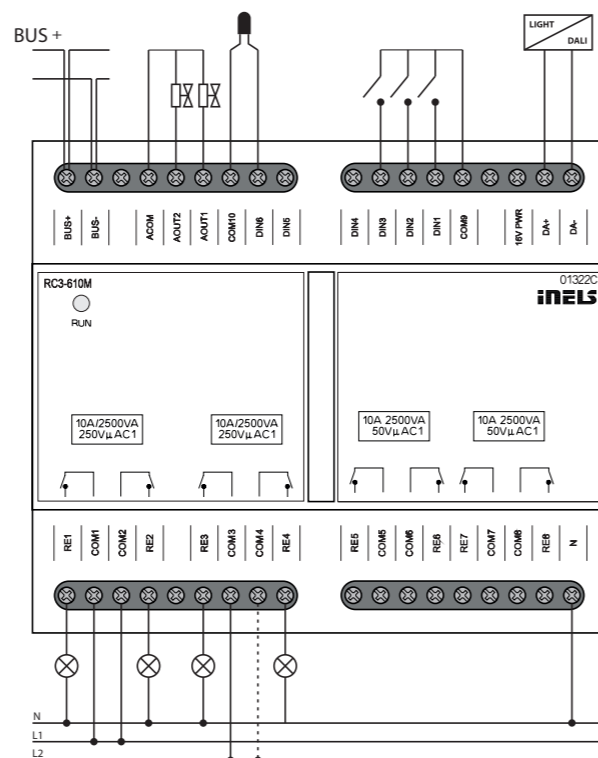 BUS +
LIGHT
DALI
BUS+ BUS- ACOM AOUT2 AOUT1 COM10 DIN6 DIN5
DIN4 DIN3 DIN2 DIN1 COM9 16V PWR DA+ DA-
RC3-610M
RUN
01322C
iNELS
10A/2500VA
250VµAC1
10A/2500VA
250VµAC1
10A 2500VA
50VµAC1
10A 2500VA
50VµAC1
RE1 COM1 COM2 RE2 RE3 COM3 COM4 RE4
RE5 COM5 COM6 RE6 RE7 COM7 COM8 RE8 N
N
L1
L2